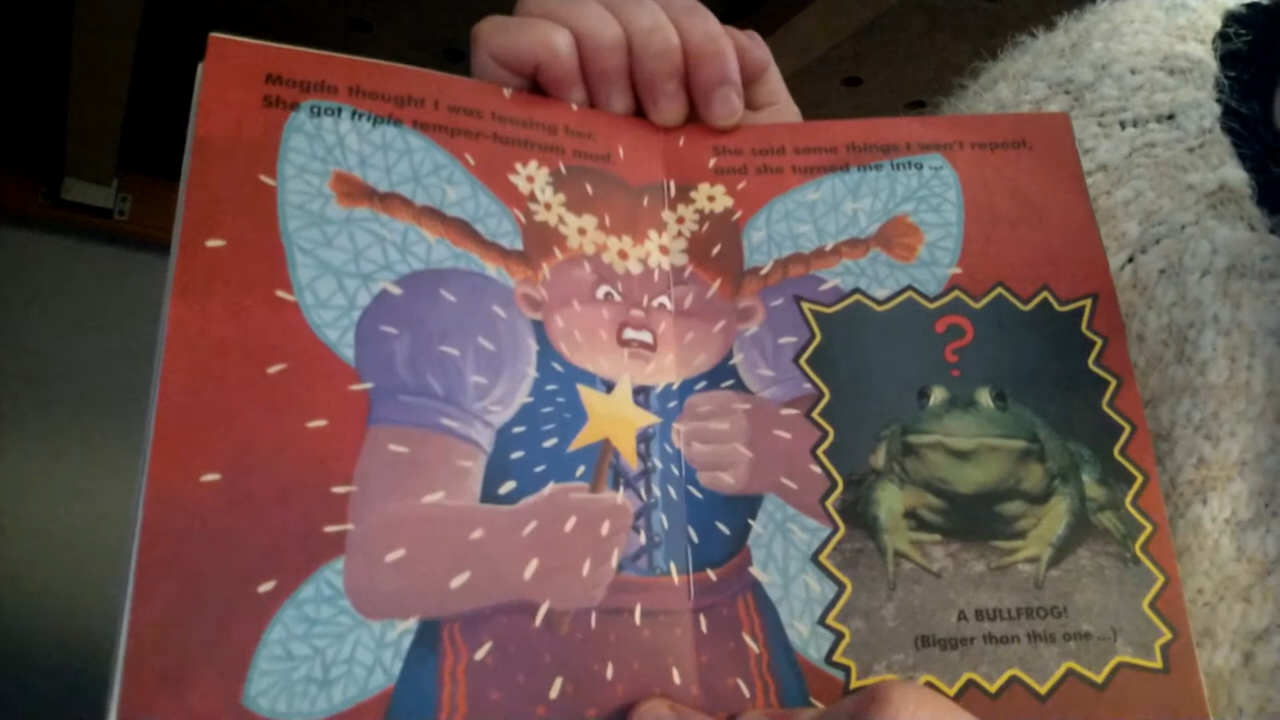 Magda thought I was teasing her.
She got triple temper-tantrum mad.
She said some things I won't repeat,
and she turned me into ...
?
A BULLFROG!
(Bigger than this one ...)